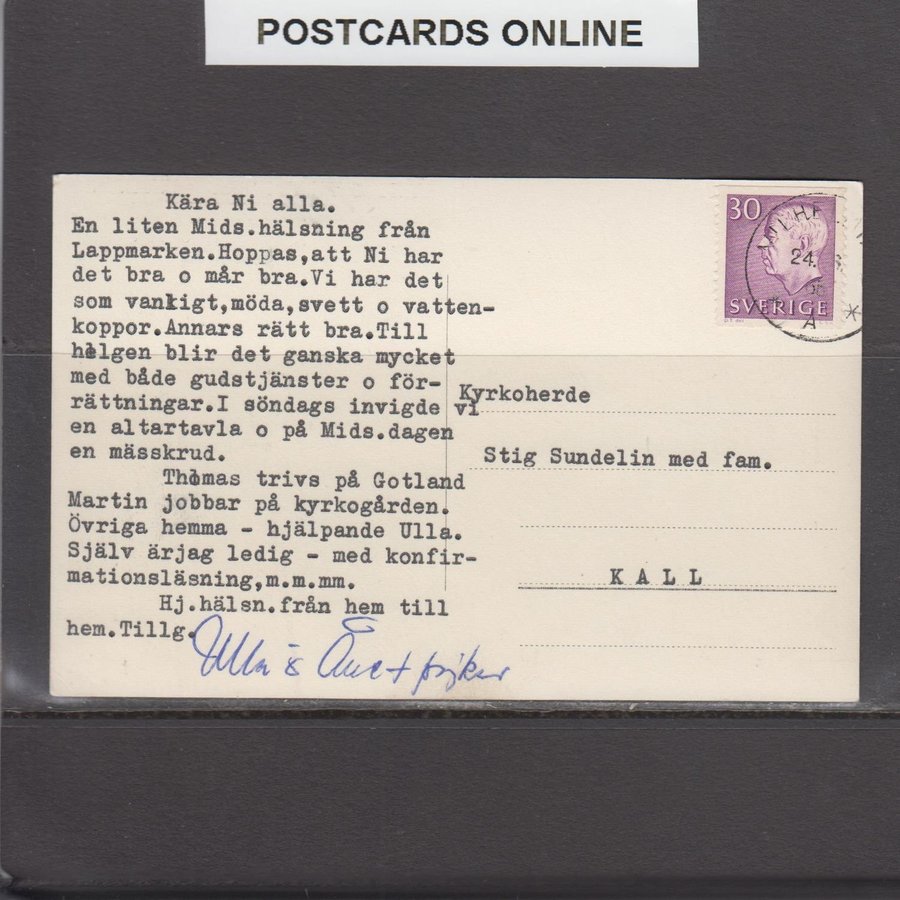 POSTCARDS ONLINE
Kära Ni alla.
En liten Mids.hälsning från
Lappmarken.Hoppas,att Ni har
det bra o mår bra.Vi har det
som vanligt,möda,svett o vatten-
koppor.Annars rätt bra.Till
helgen blir det ganska mycket
med både gudstjänster o för-
rättningar.I söndags invigde vi
en altartavla o på Mids.dagen
en mässkrud.
Thomas trivs på Gotland
Martin jobbar på kyrkogården.
Övriga hemma - hjälpande Ulla.
Själv ärjag ledig - med konfir-
mationsläsning,m.m.mm.
Hj.hälsn.från hem till
hem.Tillg.
Ulla & Åke + pojkar
30
SVERIGE
24.
A
Kyrkoherde
Stig Sundelin med fam.
K A L L